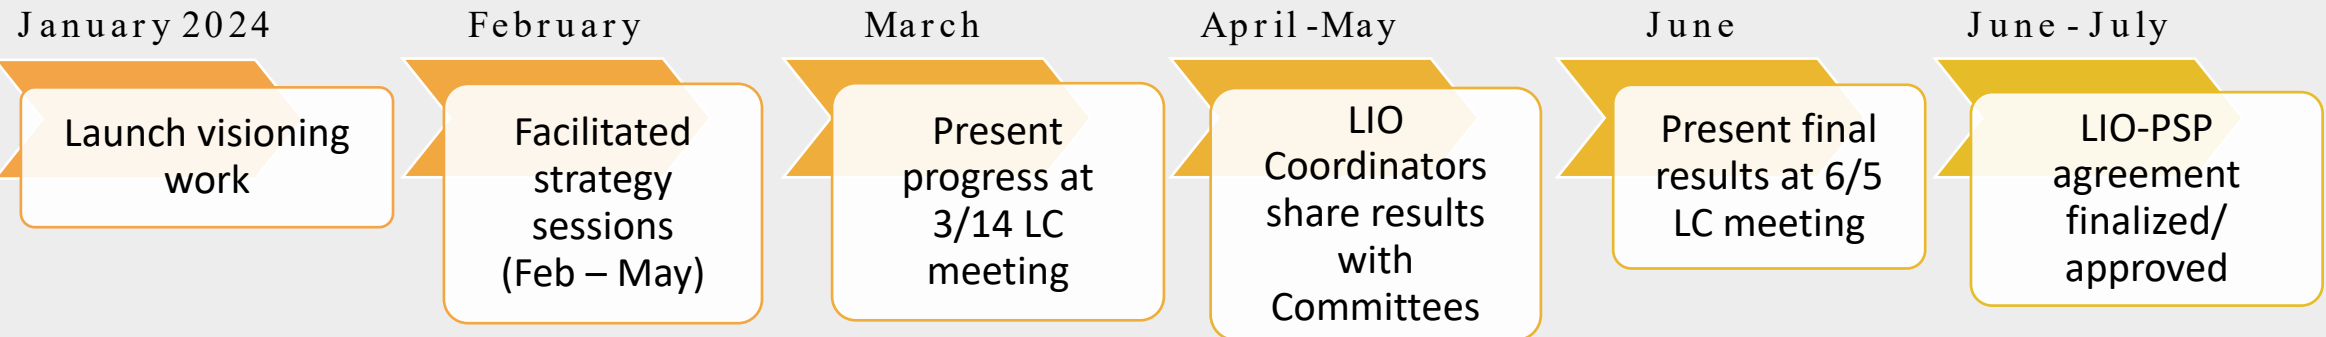 January 2024
Launch visioning
work
February
Facilitated
strategy
sessions
(Feb – May)
March
Present
progress at
3/14 LC
meeting
April-May
LIO
Coordinators
share results
with
Committees
June
Present final
results at 6/5
LC meeting
June - July
LIO-PSP
agreement
finalized/
approved